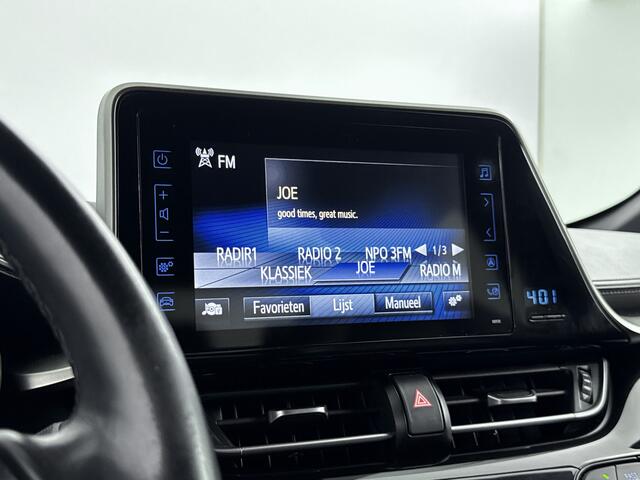 FM
JOE
good times, great music.
RADIR1 RADIO 2 NPO 3FM 1/3
KLASSIEK JOE RADIO M
Favorieten Lijst Manueel
401